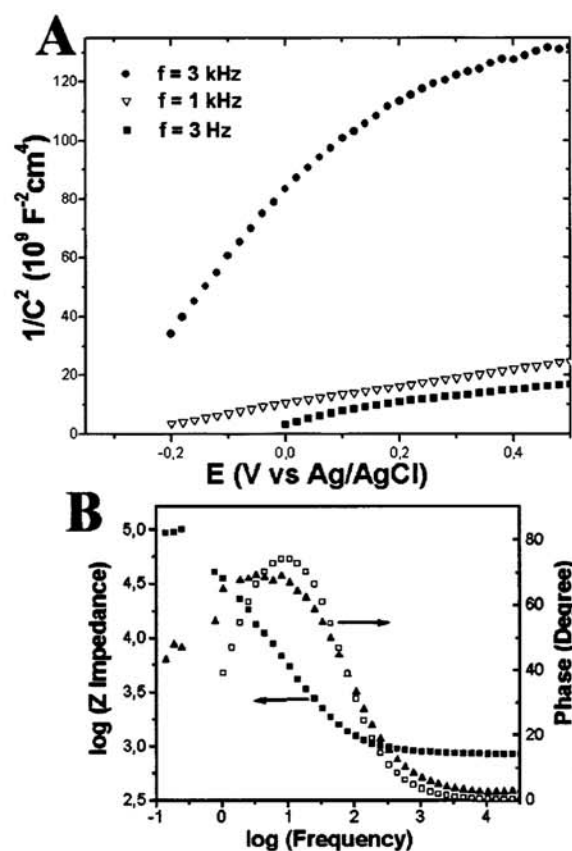 A
f = 3 kHz
f = 1 kHz
f = 3 Hz
1/C² (10⁹ F⁻²cm⁴)
120
100
80
60
40
20
0
-0,2
0,0
0,2
0,4
E (V vs Ag/AgCl)
B
log (Z Impedance)
5,0
4,5
4,0
3,5
3,0
2,5
80
60
40
20
0
Phase (Degree)
-1
0
1
2
3
4
log (Frequency)